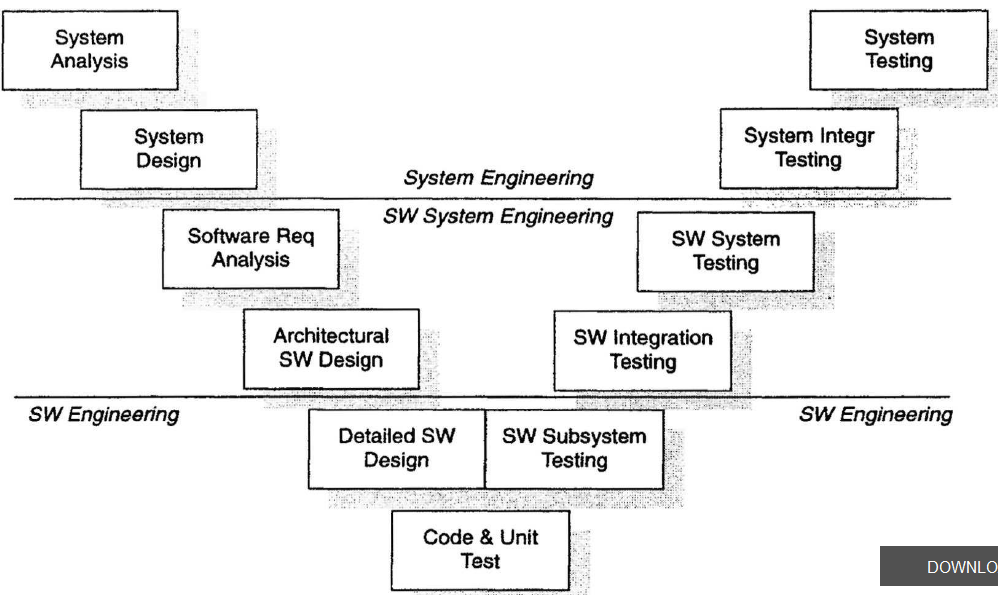 System
Analysis
System
Testing
System
Design
System Integr
Testing
System Engineering
SW System Engineering
Software Req
Analysis
SW System
Testing
Architectural
SW Design
SW Integration
Testing
SW Engineering
SW Engineering
Detailed SW
Design
SW Subsystem
Testing
Code & Unit
Test
DOWNLO